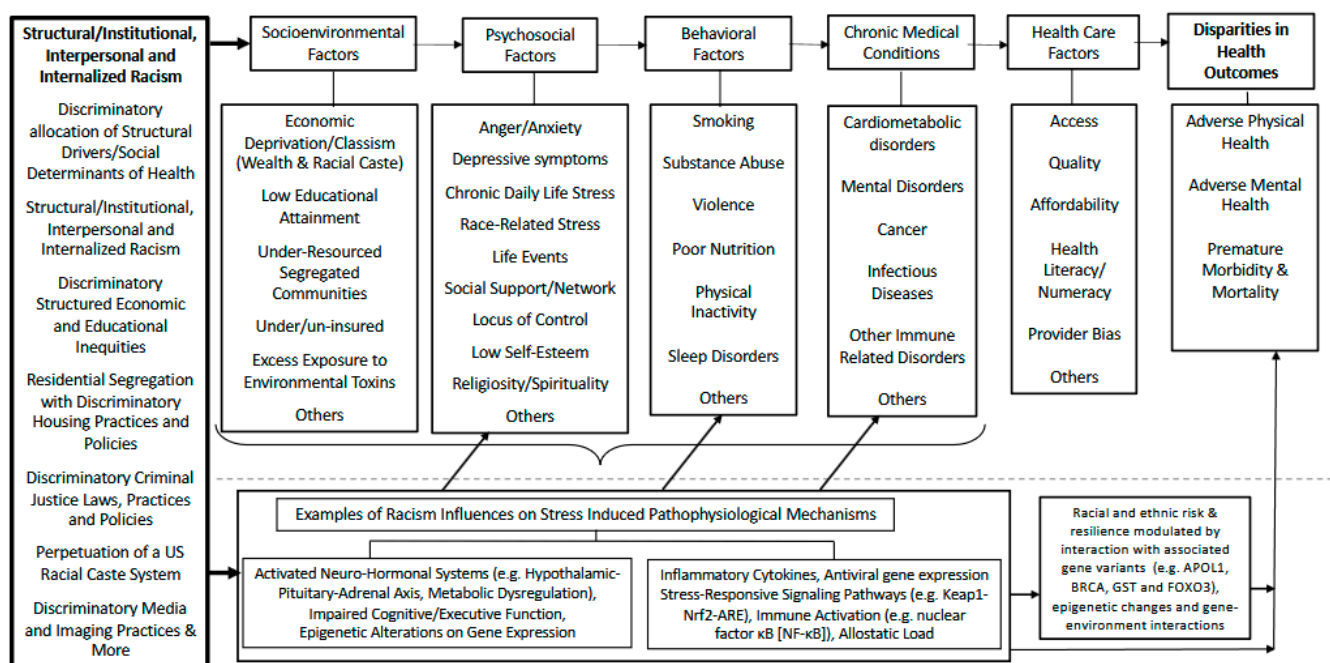 Structural/Institutional,
Interpersonal and
Internalized Racism
Discriminatory
allocation of Structural
Drivers/Social
Determinants of Health
Structural/Institutional,
Interpersonal and
Internalized Racism
Discriminatory
Structured Economic
and Educational
Inequities
Residential Segregation
with Discriminatory
Housing Practices and
Policies
Discriminatory Criminal
Justice Laws, Practices
and Policies
Perpetuation of a US
Racial Caste System
Discriminatory Media
and Imaging Practices &
More
Socioenvironmental
Factors
Economic
Deprivation/Classism
(Wealth & Racial Caste)
Low Educational
Attainment
Under-Resourced
Segregated
Communities
Under/un-insured
Excess Exposure to
Environmental Toxins
Others
Psychosocial
Factors
Anger/Anxiety
Depressive symptoms
Chronic Daily Life Stress
Race-Related Stress
Life Events
Social Support/Network
Locus of Control
Low Self-Esteem
Religiosity/Spirituality
Others
Behavioral
Factors
Smoking
Substance Abuse
Violence
Poor Nutrition
Physical
Inactivity
Sleep Disorders
Others
Chronic Medical
Conditions
Cardiometabolic
disorders
Mental Disorders
Cancer
Infectious
Diseases
Other Immune
Related Disorders
Others
Health Care
Factors
Access
Quality
Affordability
Health
Literacy/
Numeracy
Provider Bias
Others
Disparities in
Health
Outcomes
Adverse Physical
Health
Adverse Mental
Health
Premature
Morbidity &
Mortality
Examples of Racism Influences on Stress Induced Pathophysiological Mechanisms
Activated Neuro-Hormonal Systems (e.g. Hypothalamic-
Pituitary-Adrenal Axis, Metabolic Dysregulation),
Impaired Cognitive/Executive Function,
Epigenetic Alterations on Gene Expression
Inflammatory Cytokines, Antiviral gene expression
Stress-Responsive Signaling Pathways (e.g. Keap1-
Nrf2-ARE), Immune Activation (e.g. nuclear
factor κB [NF-κB]), Allostatic Load
Racial and ethnic risk &
resilience modulated by
interaction with associated
gene variants (e.g. APOL1,
BRCA, GST and FOXO3),
epigenetic changes and gene-
environment interactions